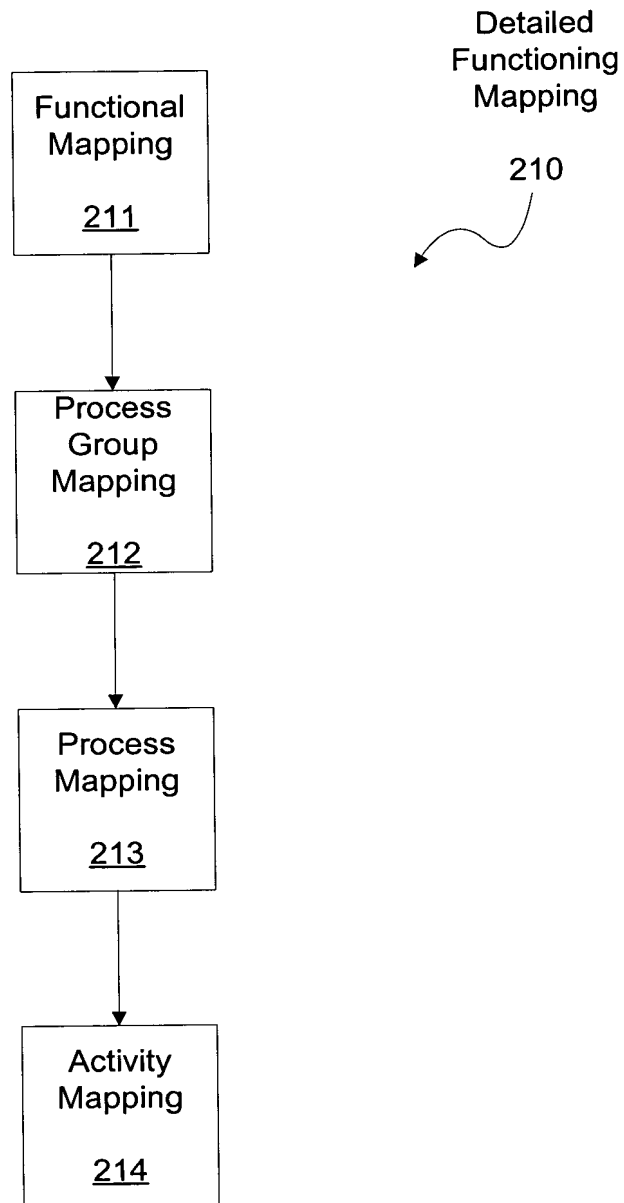 Detailed
Functioning
Mapping
210
Functional
Mapping
211
Process
Group
Mapping
212
Process
Mapping
213
Activity
Mapping
214